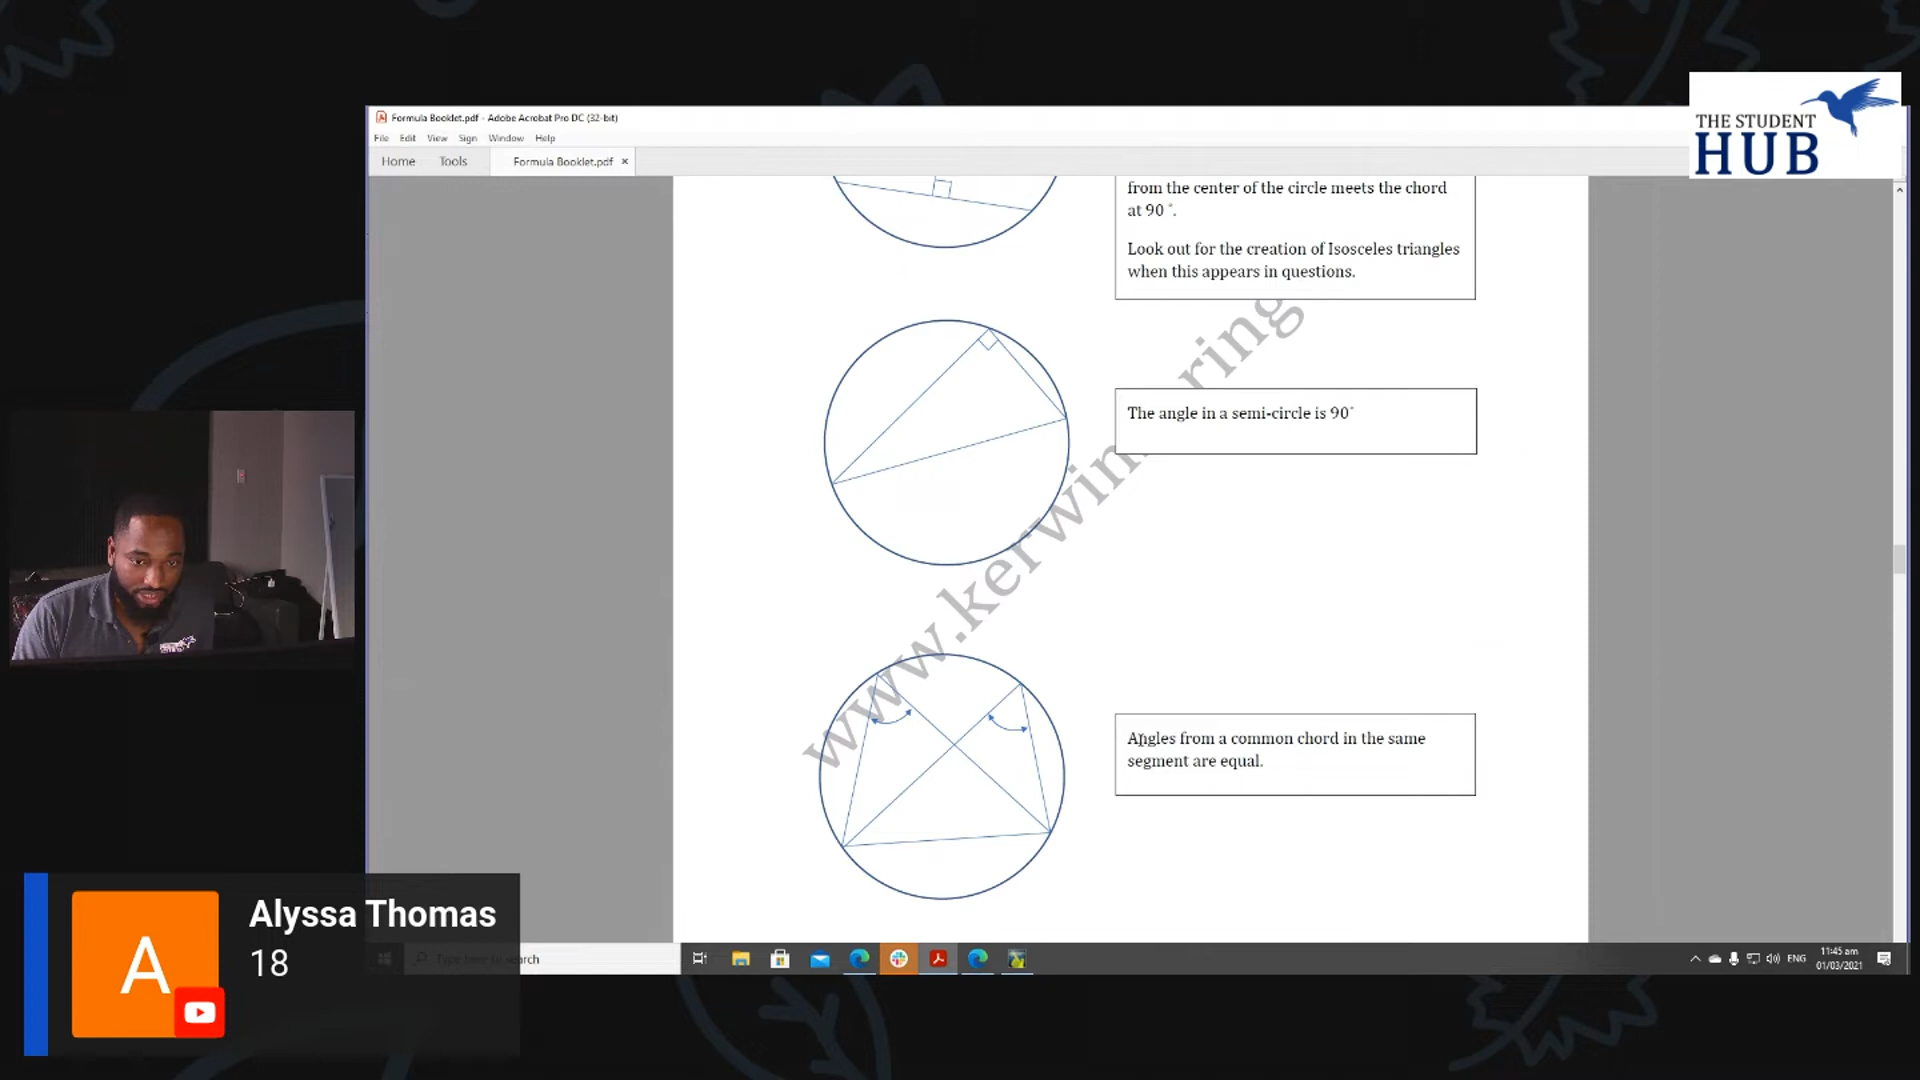 THE STUDENT
HUB
Formula Booklet.pdf - Adobe Acrobat Pro DC (32-bit)
File Edit View Sign Window Help
Home Tools Formula Booklet.pdf ×
from the center of the circle meets the chord
at 90 °.
Look out for the creation of Isosceles triangles
when this appears in questions.
The angle in a semi-circle is 90°
www.kerwin
ring
Angles from a common chord in the same
segment are equal.
Alyssa Thomas
A
18
Type here to search
ENG
11:45 am
01/03/2021